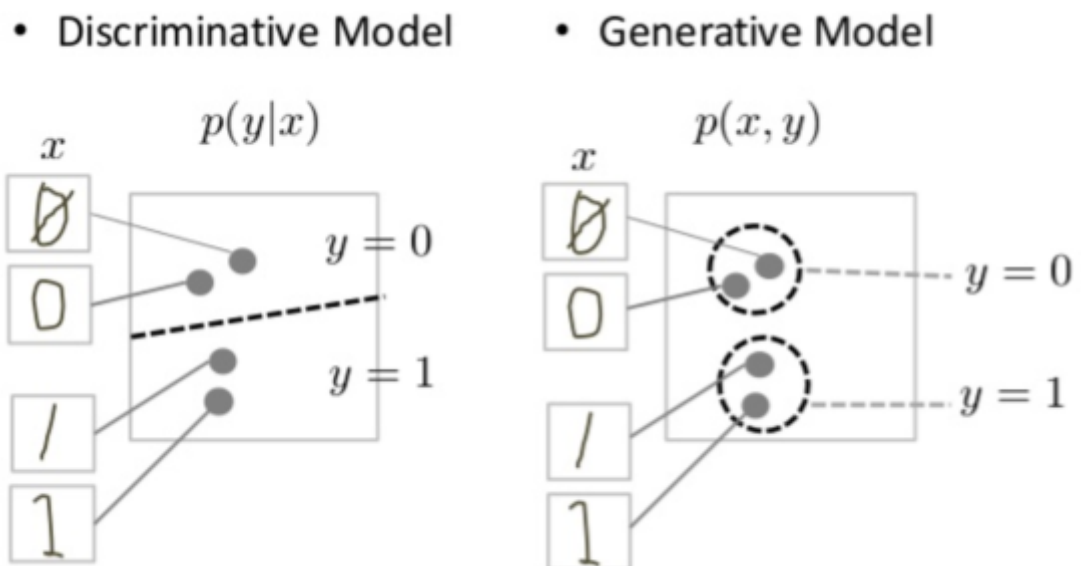 • Discriminative Model
p(y|x)
x
0
0
1
1
y = 0
y = 1
• Generative Model
p(x, y)
x
0
0
1
1
y = 0
y = 1